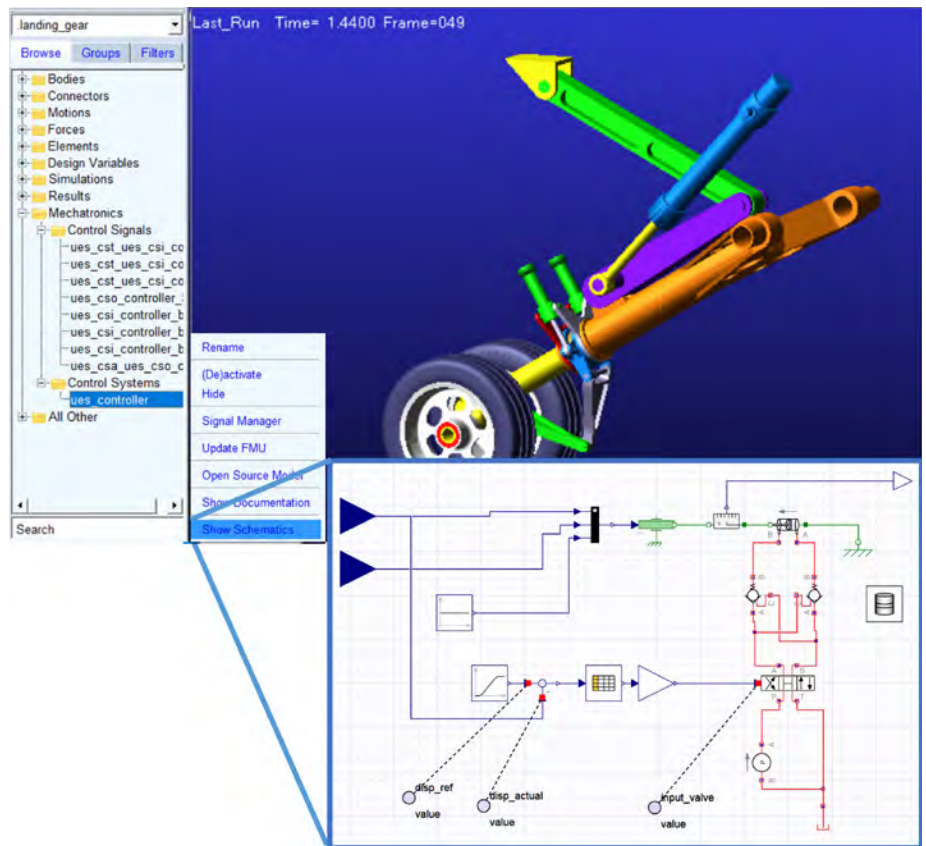 .landing_gear
Last_Run Time= 1.4400 Frame=049
Browse Groups Filters
Bodies
Connectors
Motions
Forces
Elements
Design Variables
Simulations
Results
Mechatronics
Control Signals
ues_cst_ues_csi_co
ues_cst_ues_csi_co
ues_cst_ues_csi_co
ues_cso_controller_
ues_csi_controller_b
ues_csi_controller_b
ues_csi_controller_b
ues_csa_ues_cso_c
Control Systems
ues_controller
All Other
Search
Rename
(De)activate
Hide
Signal Manager
Update FMU
Open Source Model
Show Documentation
Show Schematics
B A
A B
P T
disp_ref
value
disp_actual
value
input_valve
value